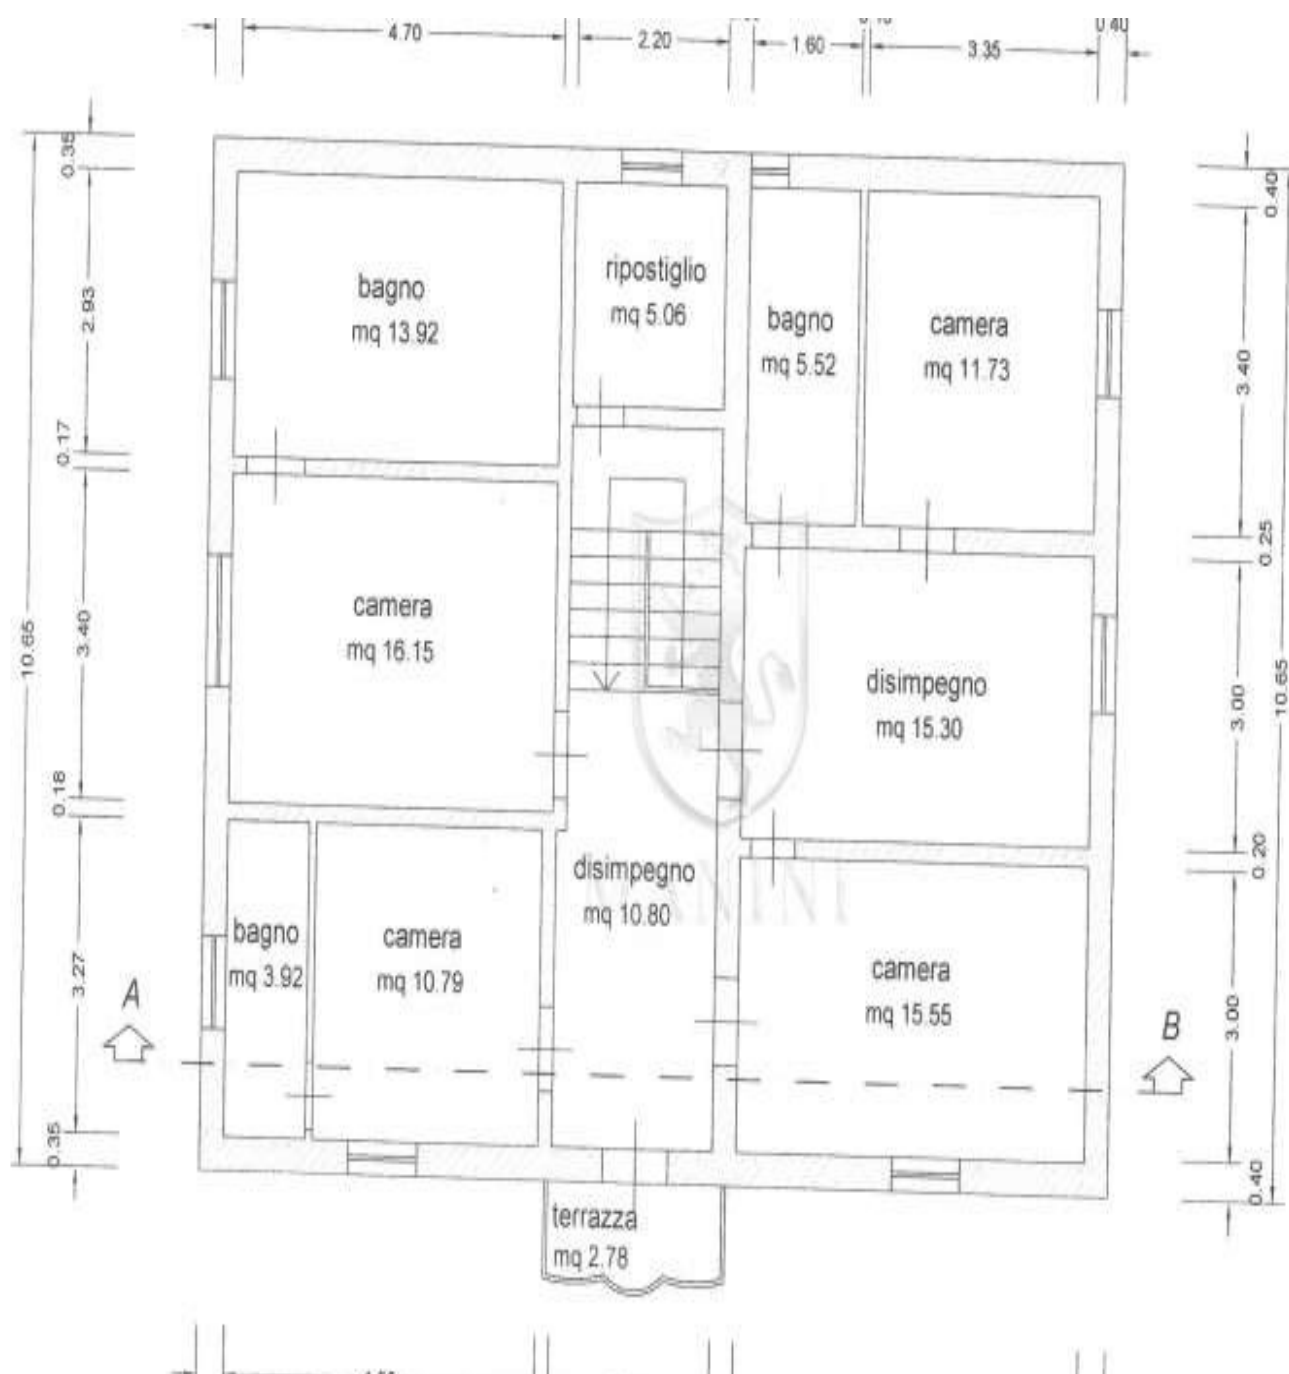 4.70
2.20
1.60
3.35
0.40
0.35
2.93
0.17
3.40
10.65
0.18
3.27
0.35
bagno
mq 13.92
ripostiglio
mq 5.06
bagno
mq 5.52
camera
mq 11.73
camera
mq 16.15
disimpegno
mq 15.30
disimpegno
mq 10.80
MANINI
bagno
mq 3.92
camera
mq 10.79
camera
mq 15.55
A
B
terrazza
mq 2.78
0.40
3.40
0.25
3.00
10.65
0.20
3.00
0.40